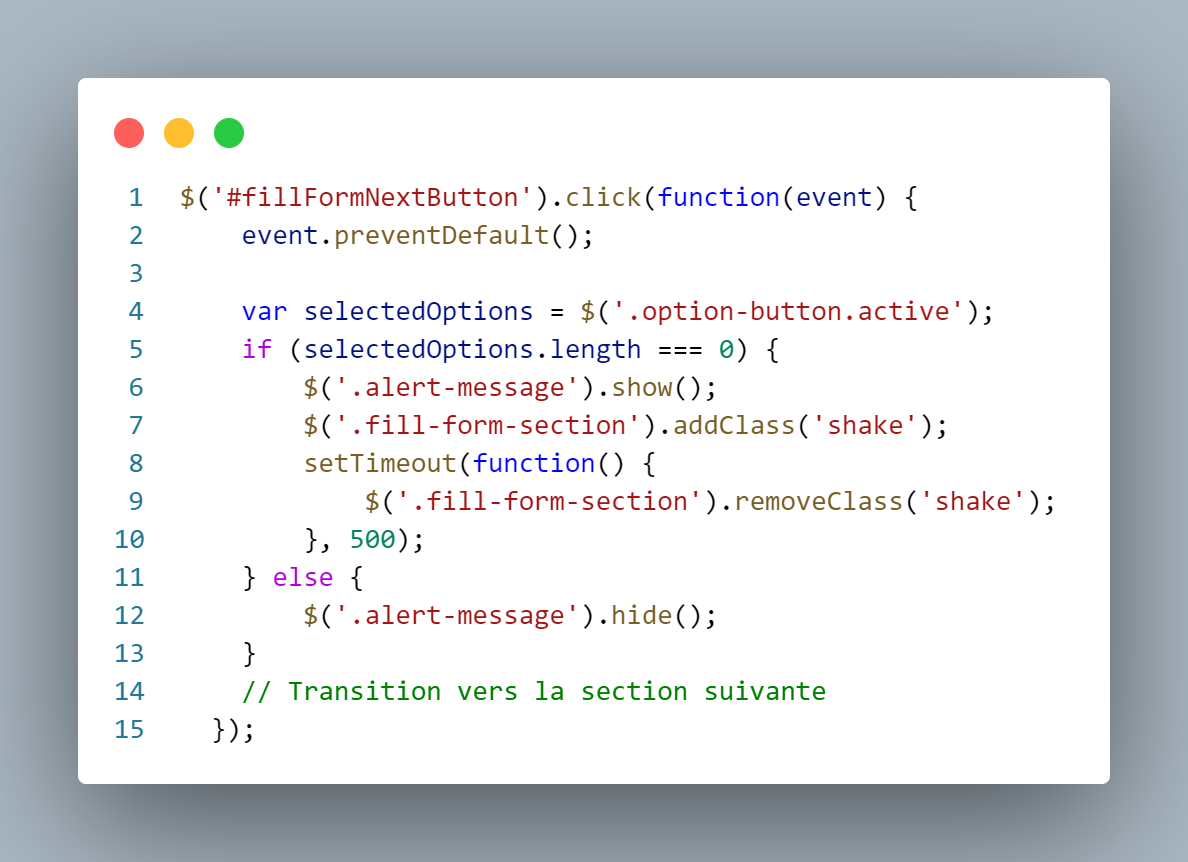 1 $('#fillFormNextButton').click(function(event) {
2     event.preventDefault();
3
4     var selectedOptions = $('.option-button.active');
5     if (selectedOptions.length === 0) {
6         $('.alert-message').show();
7         $('.fill-form-section').addClass('shake');
8         setTimeout(function() {
9             $('.fill-form-section').removeClass('shake');
10         }, 500);
11     } else {
12         $('.alert-message').hide();
13     }
14     // Transition vers la section suivante
15   });